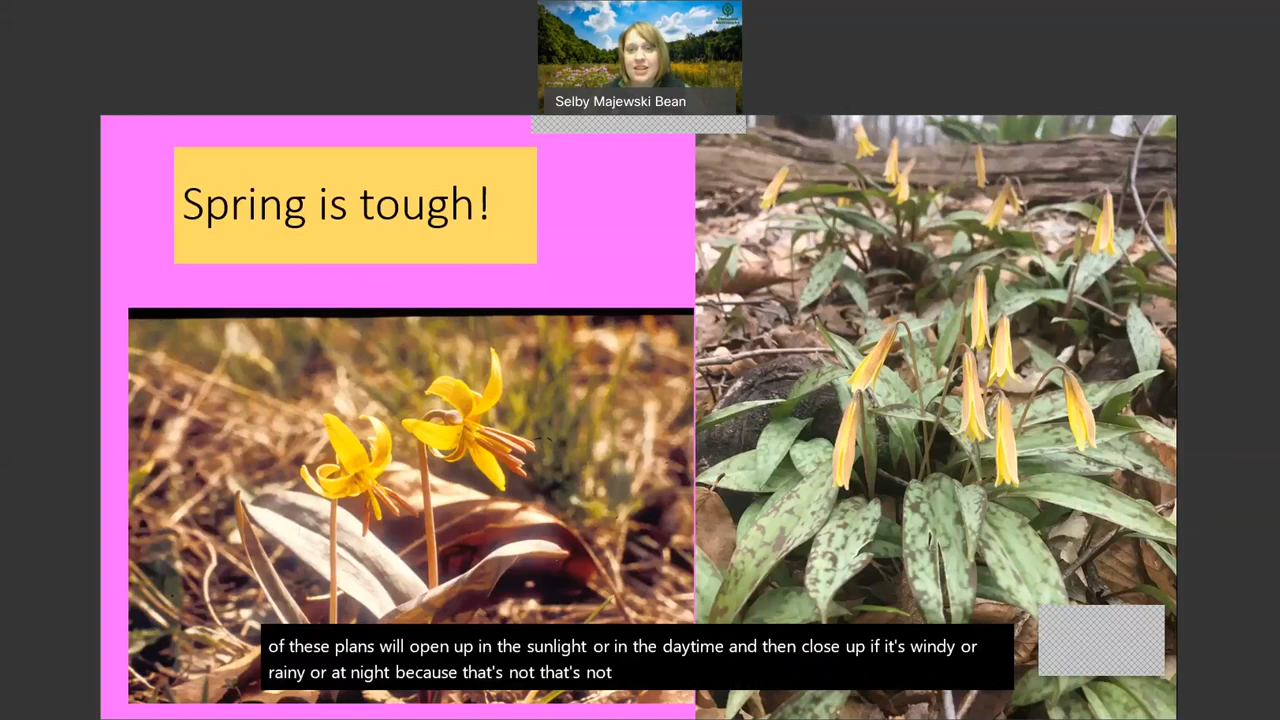 Selby Majewski Bean
Spring is tough!
of these plans will open up in the sunlight or in the daytime and then close up if it's windy or
rainy or at night because that's not that's not